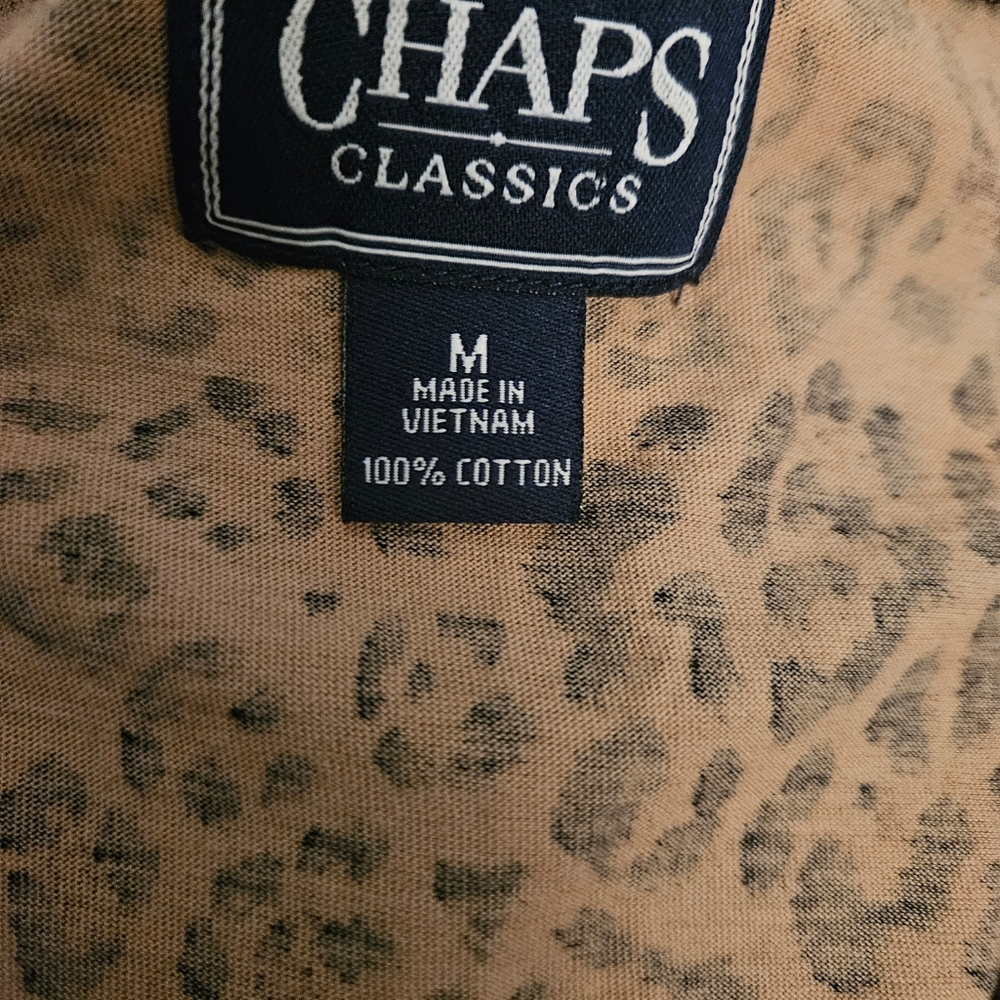 CHAPS
CLASSICS
M
MADE IN
VIETNAM
100% COTTON